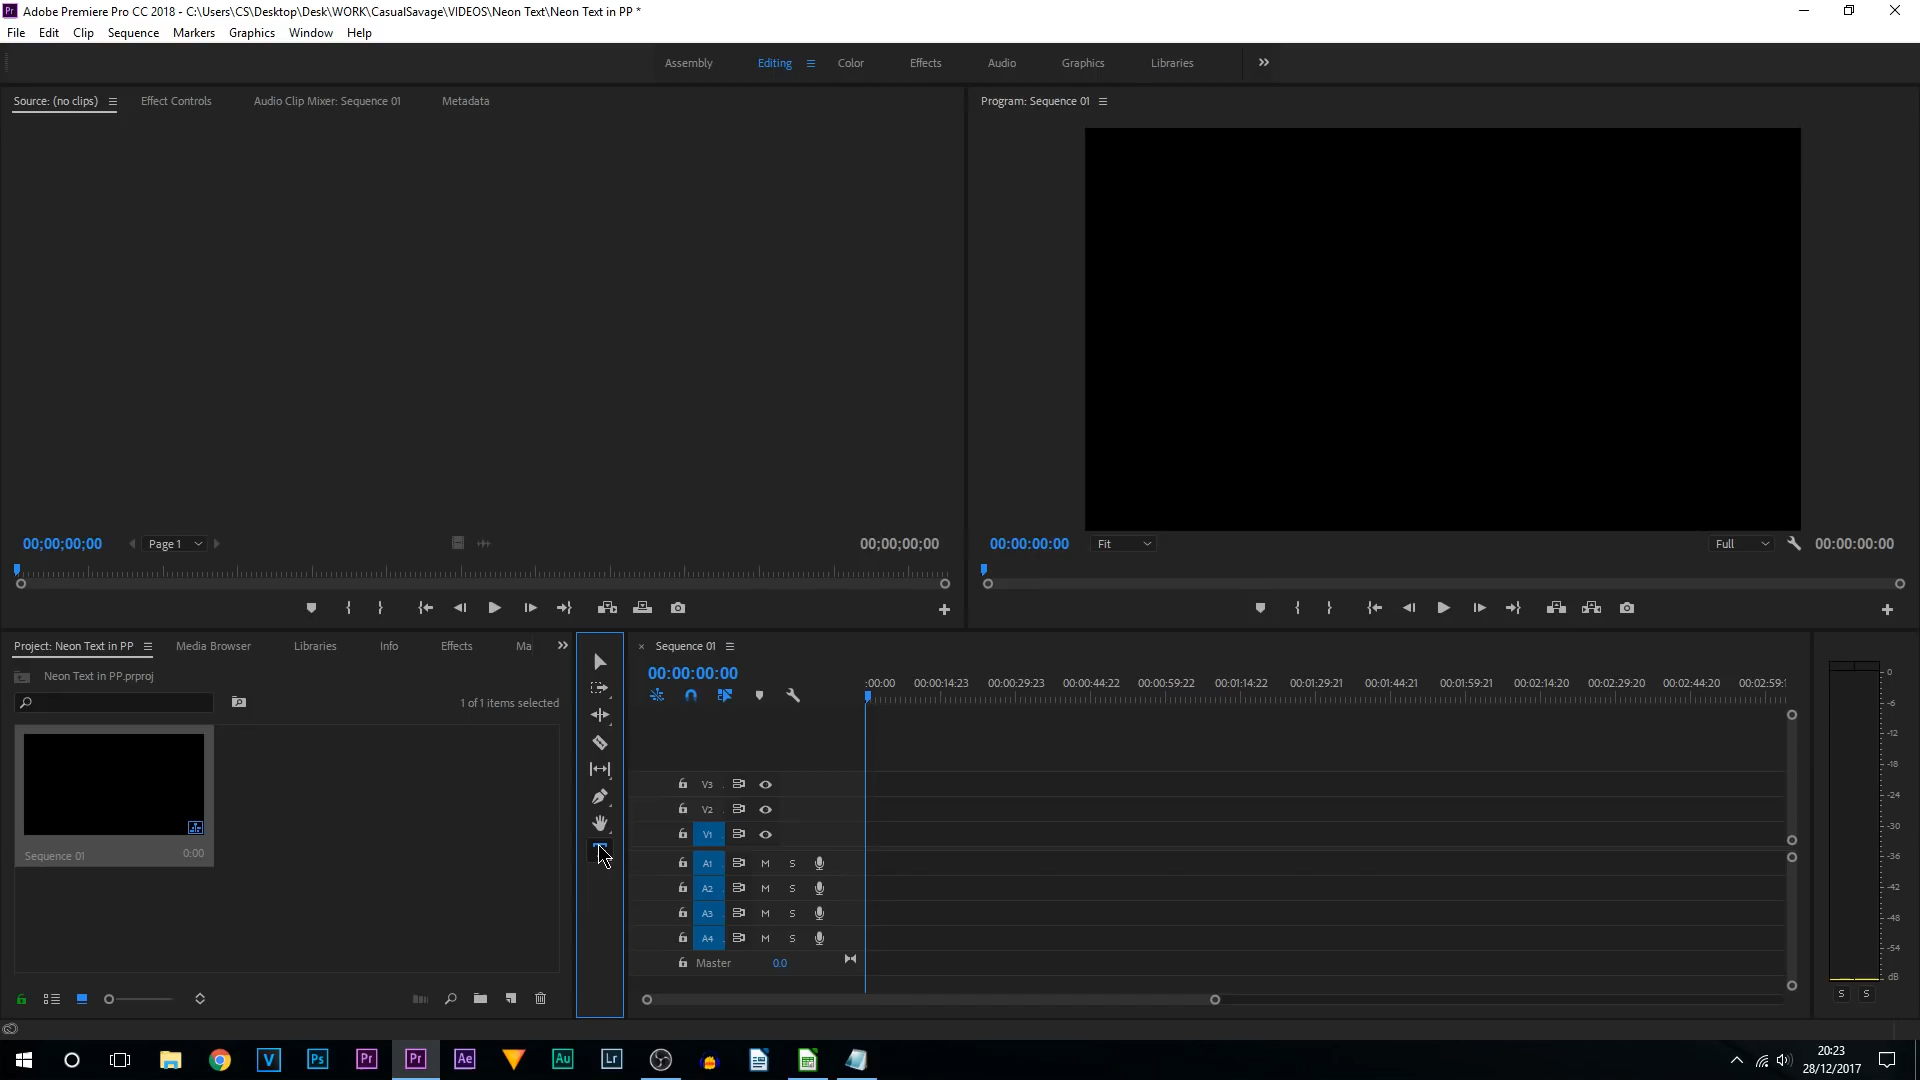 Pr Adobe Premiere Pro CC 2018 - C:\Users\CS\Desktop\Desk\WORK\CasualSavage\VIDEOS\Neon Text\Neon Text in PP *
File Edit Clip Sequence Markers Graphics Window Help
Assembly Editing Color Effects Audio Graphics Libraries
Source: (no clips) Effect Controls Audio Clip Mixer: Sequence 01 Metadata
Program: Sequence 01
00;00;00;00 Page 1 00;00;00;00
00:00:00:00 Fit Full 00:00:00:00
Project: Neon Text in PP Media Browser Libraries Info Effects Ma
Sequence 01
Neon Text in PP.prproj
00:00:00:00
1 of 1 items selected
:00:00 00:00:14:23 00:00:29:23 00:00:44:22 00:00:59:22 00:01:14:22 00:01:29:21 00:01:44:21 00:01:59:21 00:02:14:20 00:02:29:20 00:02:44:20 00:02:59:1
Sequence 01 0:00
V3
V2
V1
A1 M S
A2 M S
A3 M S
A4 M S
Master 0.0
0
-6
-12
-18
-24
-30
-36
-42
-48
-54
dB
S S
V Ps Pr Pr Ae Au Lr
20:23
28/12/2017